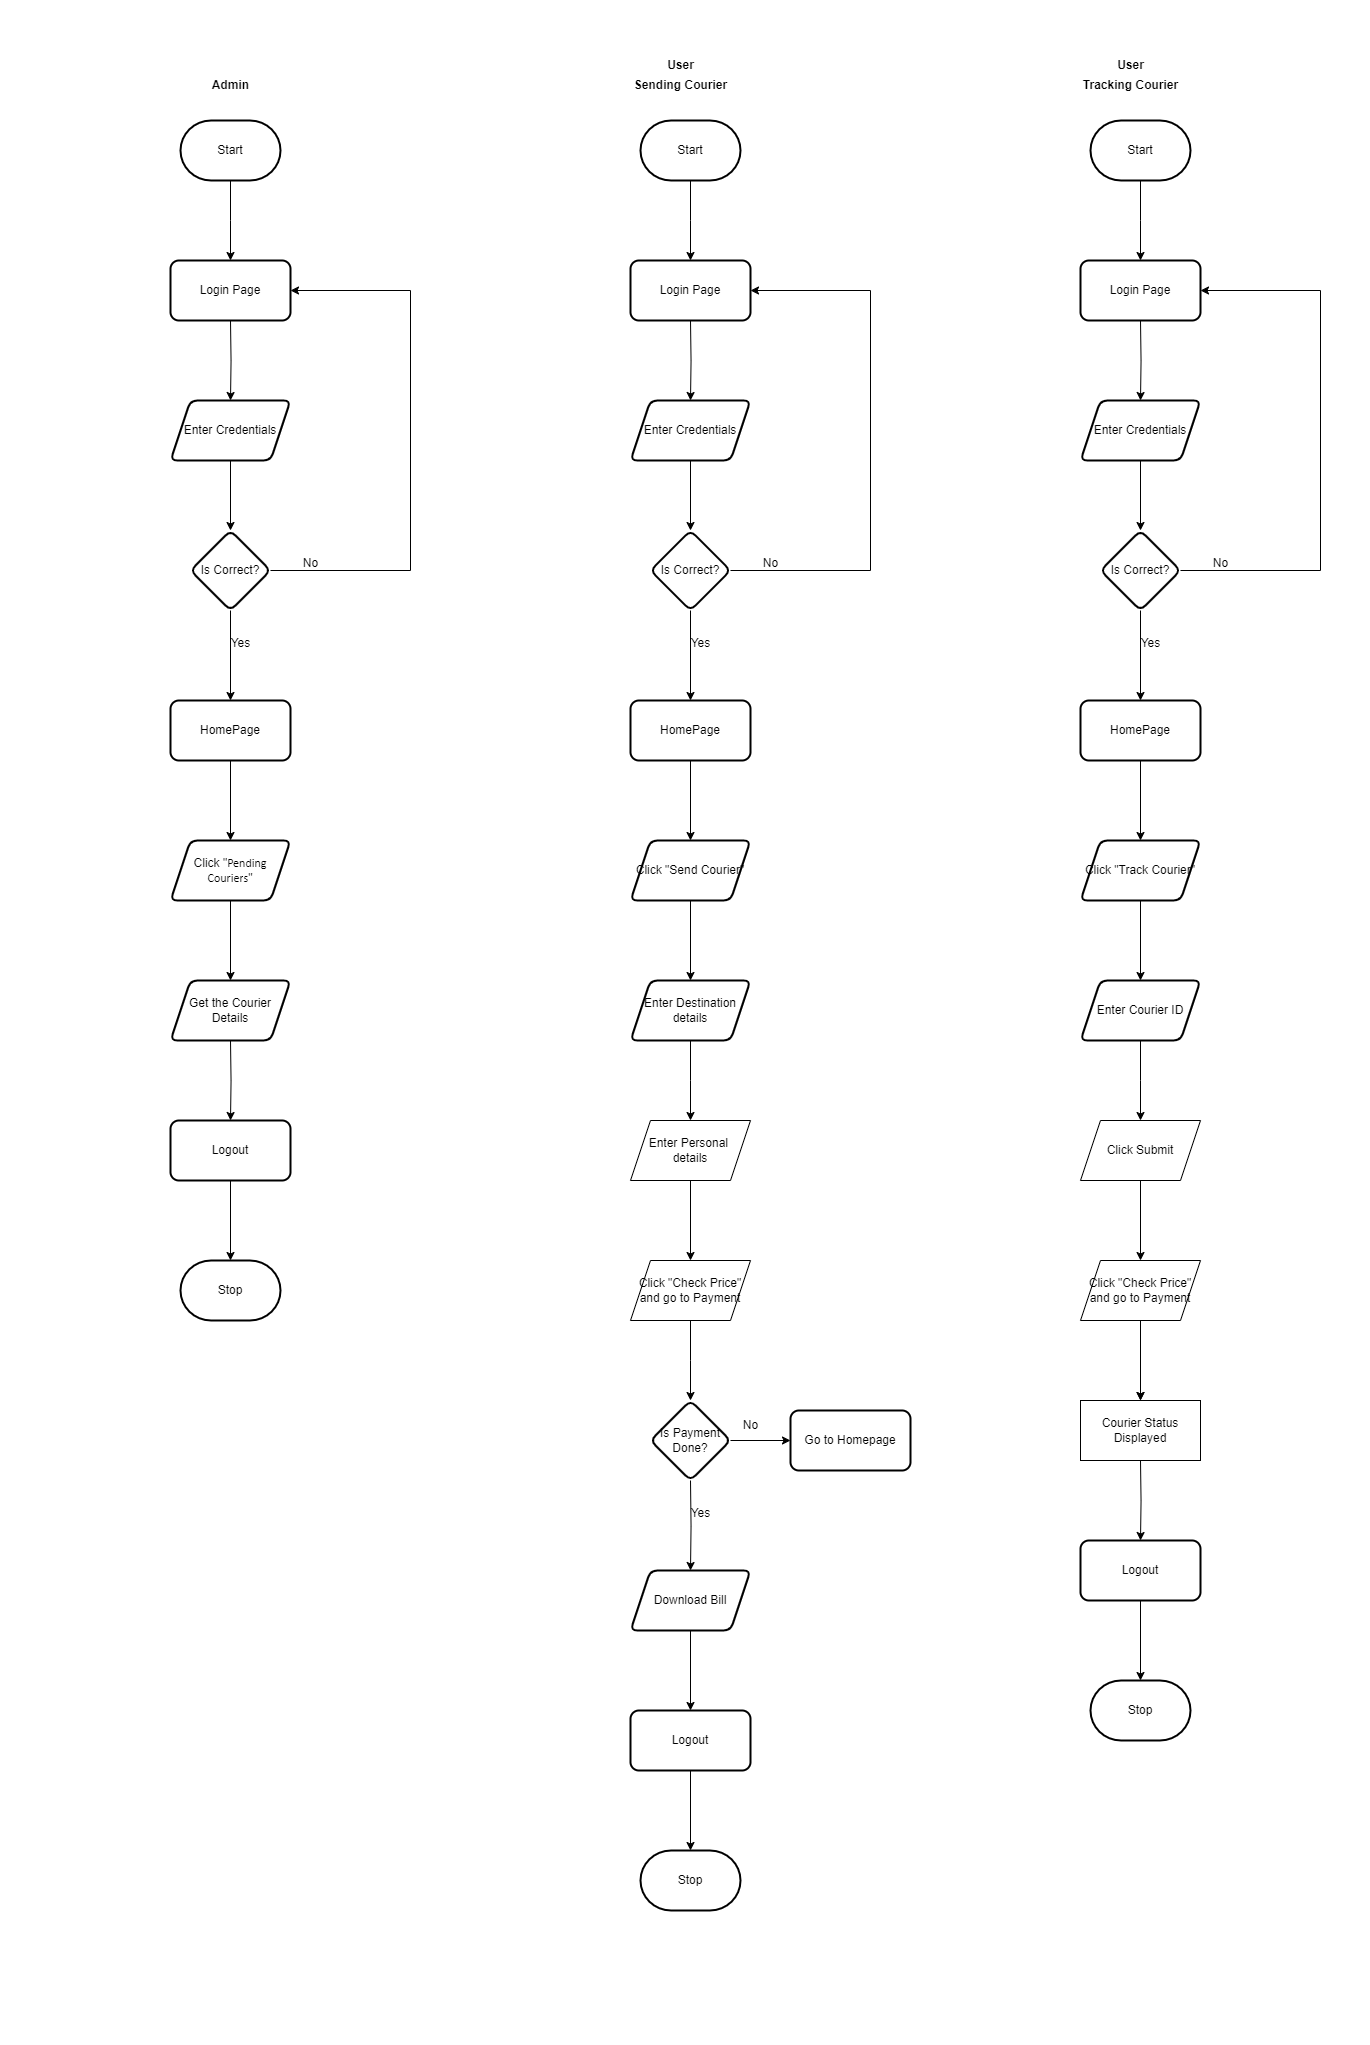 Admin
Start
Login Page
Enter Credentials
Is Correct?
No
Yes
HomePage
Click "Pending
Couriers"
Get the Courier
Details
Logout
Stop
User
Sending Courier
Start
Login Page
Enter Credentials
Is Correct?
No
Yes
HomePage
Click "Send Courier"
Enter Destination
details
Enter Personal
details
Click "Check Price"
and go to Payment
Is Payment
Done?
No
Go to Homepage
Yes
Download Bill
Logout
Stop
User
Tracking Courier
Start
Login Page
Enter Credentials
Is Correct?
No
Yes
HomePage
Click "Track Courier"
Enter Courier ID
Click Submit
Click "Check Price"
and go to Payment
Courier Status
Displayed
Logout
Stop